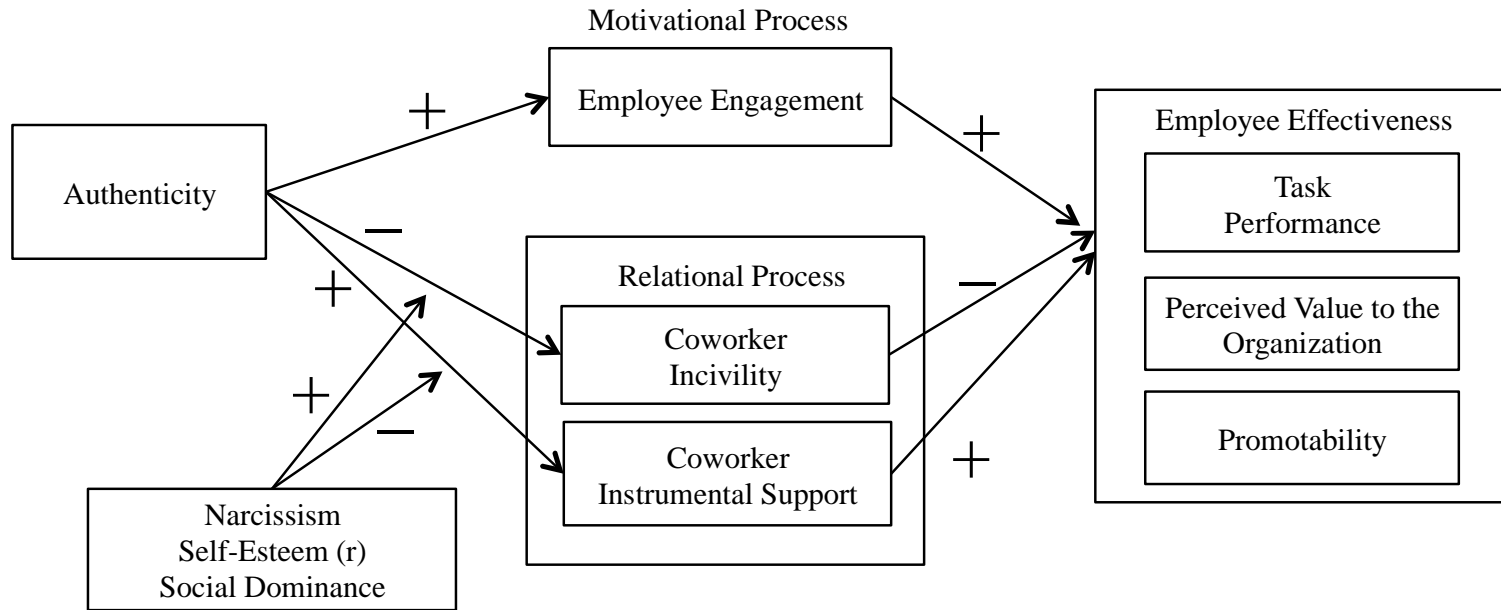 Motivational Process
Employee Engagement
+
+
Authenticity
−
+
Relational Process
Coworker
Incivility
−
+
−
Coworker
Instrumental Support
+
Narcissism
Self-Esteem (r)
Social Dominance
Employee Effectiveness
Task
Performance
Perceived Value to the
Organization
Promotability